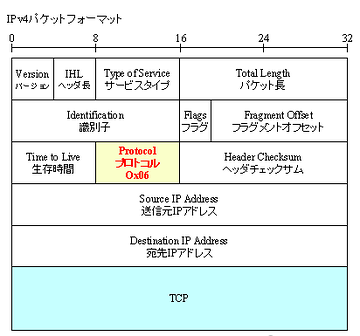 IPv4パケットフォーマット
0 8 16 24 32
Version IHL Type of Service Total Length
バージョン ヘッダ長 サービスタイプ パケット長
Identification Flags Fragment Offset
識別子 フラグ フラグメントオフセット
Time to Live Protocol Header Checksum
生存時間 プロトコル ヘッダチェックサム
Ox06
Source IP Address
送信元IPアドレス
Destination IP Address
宛先IPアドレス
TCP